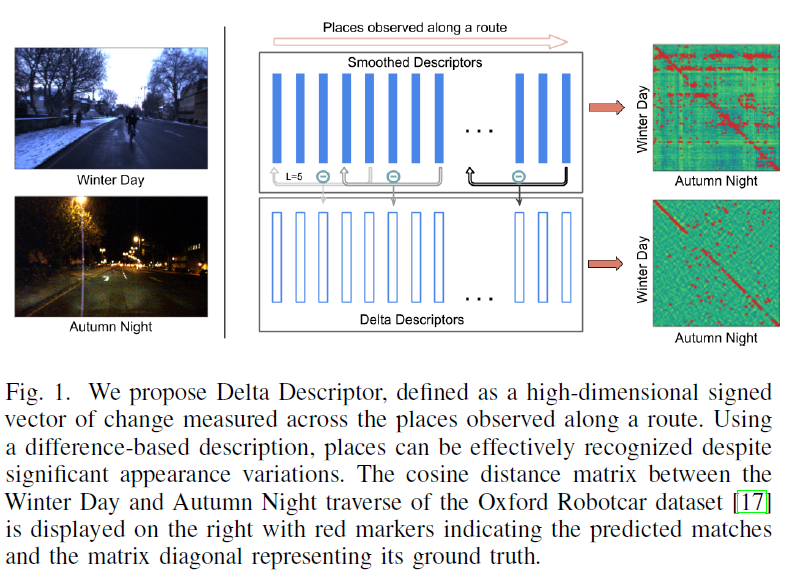 Places observed along a route
Smoothed Descriptors
Winter Day
L=5
Winter Day
Autumn Night
Autumn Night
Delta Descriptors
Winter Day
Autumn Night
Fig. 1. We propose Delta Descriptor, defined as a high-dimensional signed
vector of change measured across the places observed along a route. Using
a difference-based description, places can be effectively recognized despite
significant appearance variations. The cosine distance matrix between the
Winter Day and Autumn Night traverse of the Oxford Robotcar dataset [17]
is displayed on the right with red markers indicating the predicted matches
and the matrix diagonal representing its ground truth.